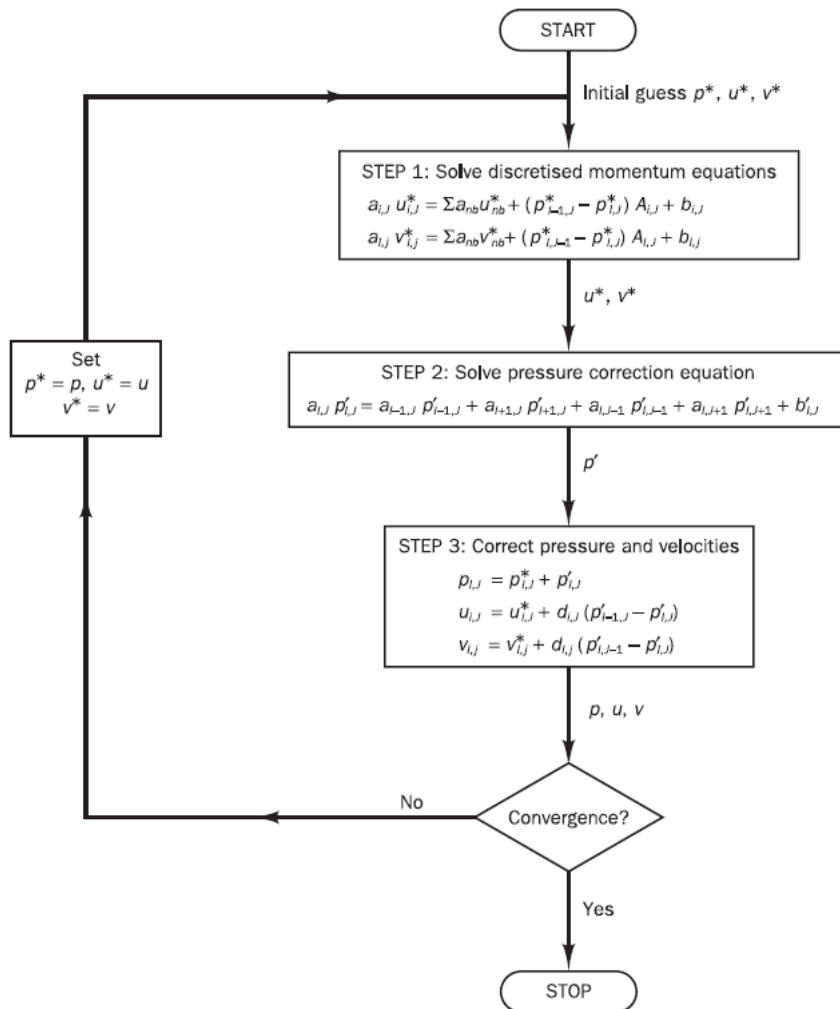 START
Initial guess p*, u*, v*
STEP 1: Solve discretised momentum equations
a_{i,J} u*_{i,J} = Σa_{nb}u*_{nb} + (p*_{I–1,J} – p*_{I,J}) A_{i,J} + b_{i,J}
a_{I,j} v*_{I,j} = Σa_{nb}v*_{nb} + (p*_{I,J–1} – p*_{I,J}) A_{I,j} + b_{I,j}
u*, v*
Set
p* = p, u* = u
v* = v
STEP 2: Solve pressure correction equation
a_{I,J} p′_{I,J} = a_{I–1,J} p′_{I–1,J} + a_{I+1,J} p′_{I+1,J} + a_{I,J–1} p′_{I,J–1} + a_{I,J+1} p′_{I,J+1} + b′_{I,J}
p′
STEP 3: Correct pressure and velocities
p_{I,J} = p*_{I,J} + p′_{I,J}
u_{i,J} = u*_{i,J} + d_{i,J} (p′_{I–1,J} – p′_{I,J})
v_{I,j} = v*_{I,j} + d_{I,j} (p′_{I,J–1} – p′_{I,J})
p, u, v
No
Convergence?
Yes
STOP